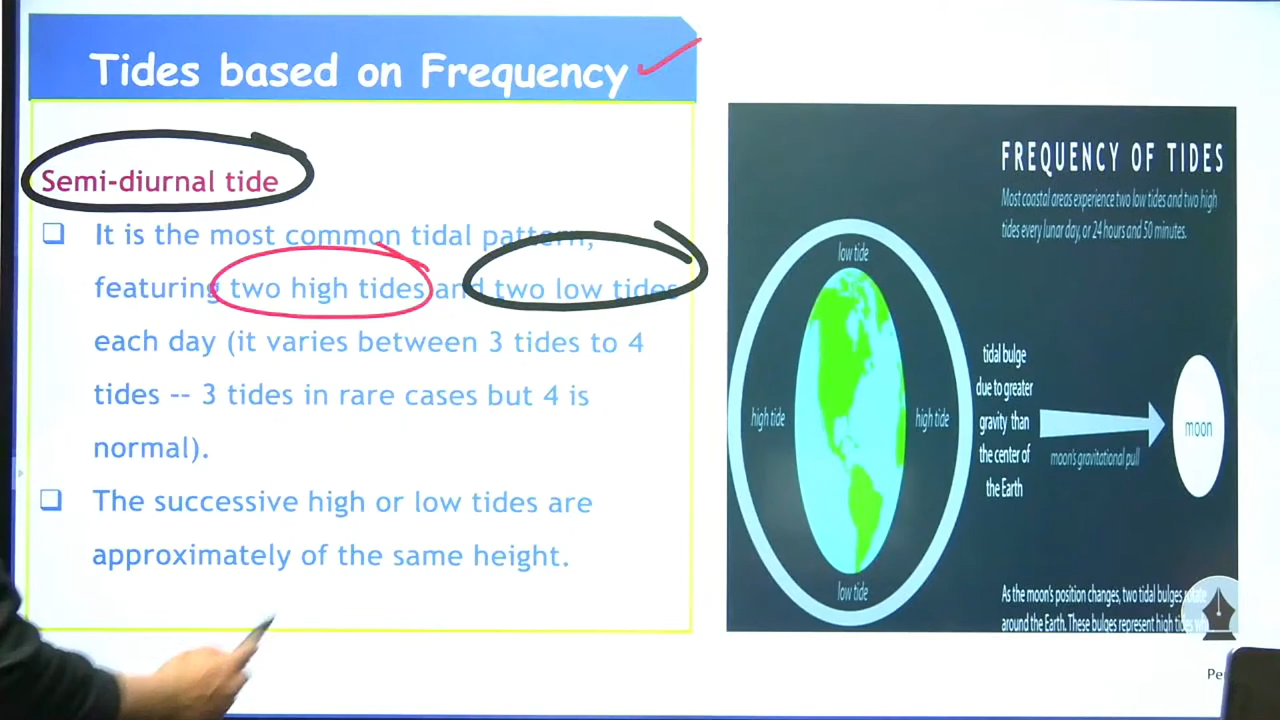 Tides based on Frequency
Semi-diurnal tide
❑ It is the most common tidal pattern,
featuring two high tides and two low tides
each day (it varies between 3 tides to 4
tides -- 3 tides in rare cases but 4 is
normal).
❑ The successive high or low tides are
approximately of the same height.
FREQUENCY OF TIDES
Most coastal areas experience two low tides and two high
tides every lunar day, or 24 hours and 50 minutes.
low tide
high tide
high tide
low tide
tidal bulge
due to greater
gravity than
the center of
the Earth
moon's gravitational pull
moon
As the moon's position changes, two tidal bulges rotate
around the Earth. These bulges represent high tides